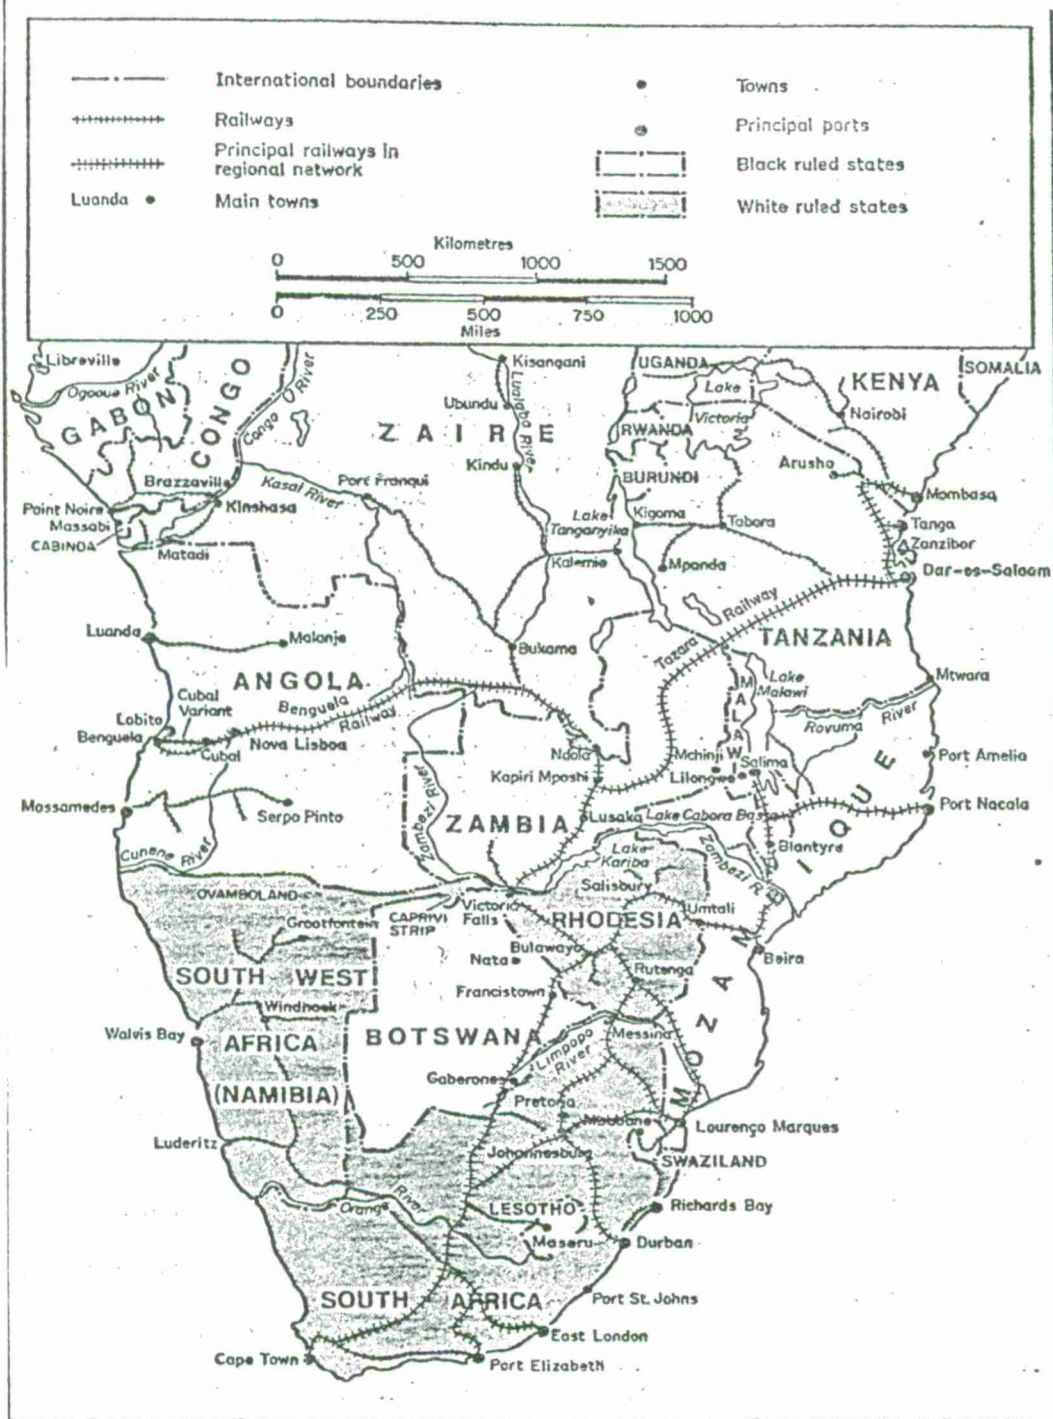 International boundaries
Railways
Principal railways in
regional network
Luanda
Main towns
Towns
Principal ports
Black ruled states
White ruled states
Kilometres
0 500 1000 1500
0 250 500 750 1000
Miles
Libreville
Ogooue River
GABON
CONGO
Congo River
Kisangani
Lualaba River
Ubundu
ZAIRE
Kindu
UGANDA
Lake
Victoria
KENYA
SOMALIA
Nairobi
RWANDA
BURUNDI
Arusha
Mombasa
Brazzaville
Kasai River
Port Franqui
Point Noire
Massabi
CABINDA
Kinshasa
Matadi
Lake
Tanganyika
Kigoma
Tabora
Tanga
Zanzibar
Kalemie
Mpanda
Dar-es-Salaam
Luanda
Malanje
Bukama
Tazara Railway
TANZANIA
ANGOLA
Benguela Railway
Cubal
Variant
Lobito
Benguela
Cubal
Nova Lisboa
MALAWI
Lake
Malawi
Mtwara
Rovuma River
Ndola
Kapiri Mposhi
Mchinji
Lilongwe
Salima
Port Amelia
Mossamedes
Serpo Pinto
Zambezi River
ZAMBIA
Lusaka
Lake Cabora Bassa
Port Nacala
Blantyre
Cunene River
Lake
Kariba
Zambezi R.
MOZAMBIQUE
OVAMBOLAND
Salisbury
Grootfontein
CAPRIVI
STRIP
Victoria
Falls
RHODESIA
Umtali
Bulawayo
Nata
Beira
SOUTH WEST
AFRICA
(NAMIBIA)
Rutenga
Francistown
Windhoek
Walvis Bay
BOTSWANA
Limpopo
River
Messina
Gaberones
Pretoria
Mbabane
Lourenço Marques
Luderitz
Johannesburg
SWAZILAND
Orange River
LESOTHO
Maseru
Richards Bay
Durban
SOUTH AFRICA
Port St. Johns
East London
Cape Town
Port Elizabeth